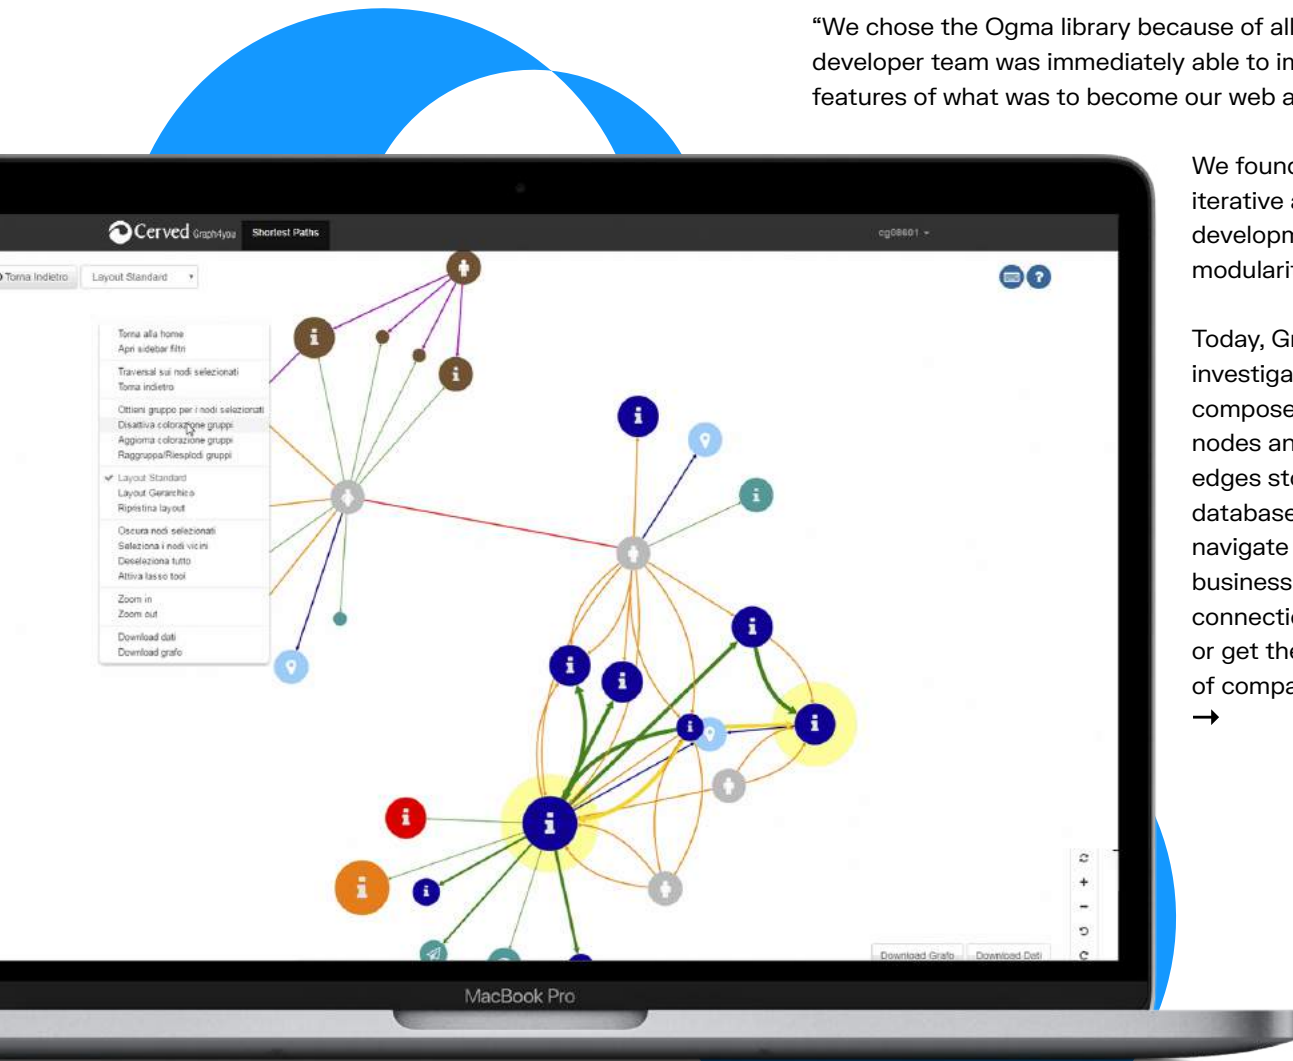 “We chose the Ogma library because of all
developer team was immediately able to im
features of what was to become our web a
We found
iterative a
developm
modularit
Today, Gr
investiga
compose
nodes an
edges sto
database
navigate
business
connectio
or get the
of compa
→
Cerved Graph4you Shortest Paths
cg08601
Torna Indietro Layout Standard
?
Torna alla home
Apri sidebar filtri
Traversal sui nodi selezionati
Torna indietro
Ottieni gruppo per i nodi selezionati
Disattiva colorazione gruppi
Aggiorna colorazione gruppi
Raggruppa/Riesplodi gruppi
Layout Standard
Layout Gerarchico
Ripristina layout
Oscura nodi selezionati
Seleziona i nodi vicini
Deseleziona tutto
Attiva lasso tool
Zoom in
Zoom out
Download dati
Download grafo
Download Grafo Download Dati
MacBook Pro